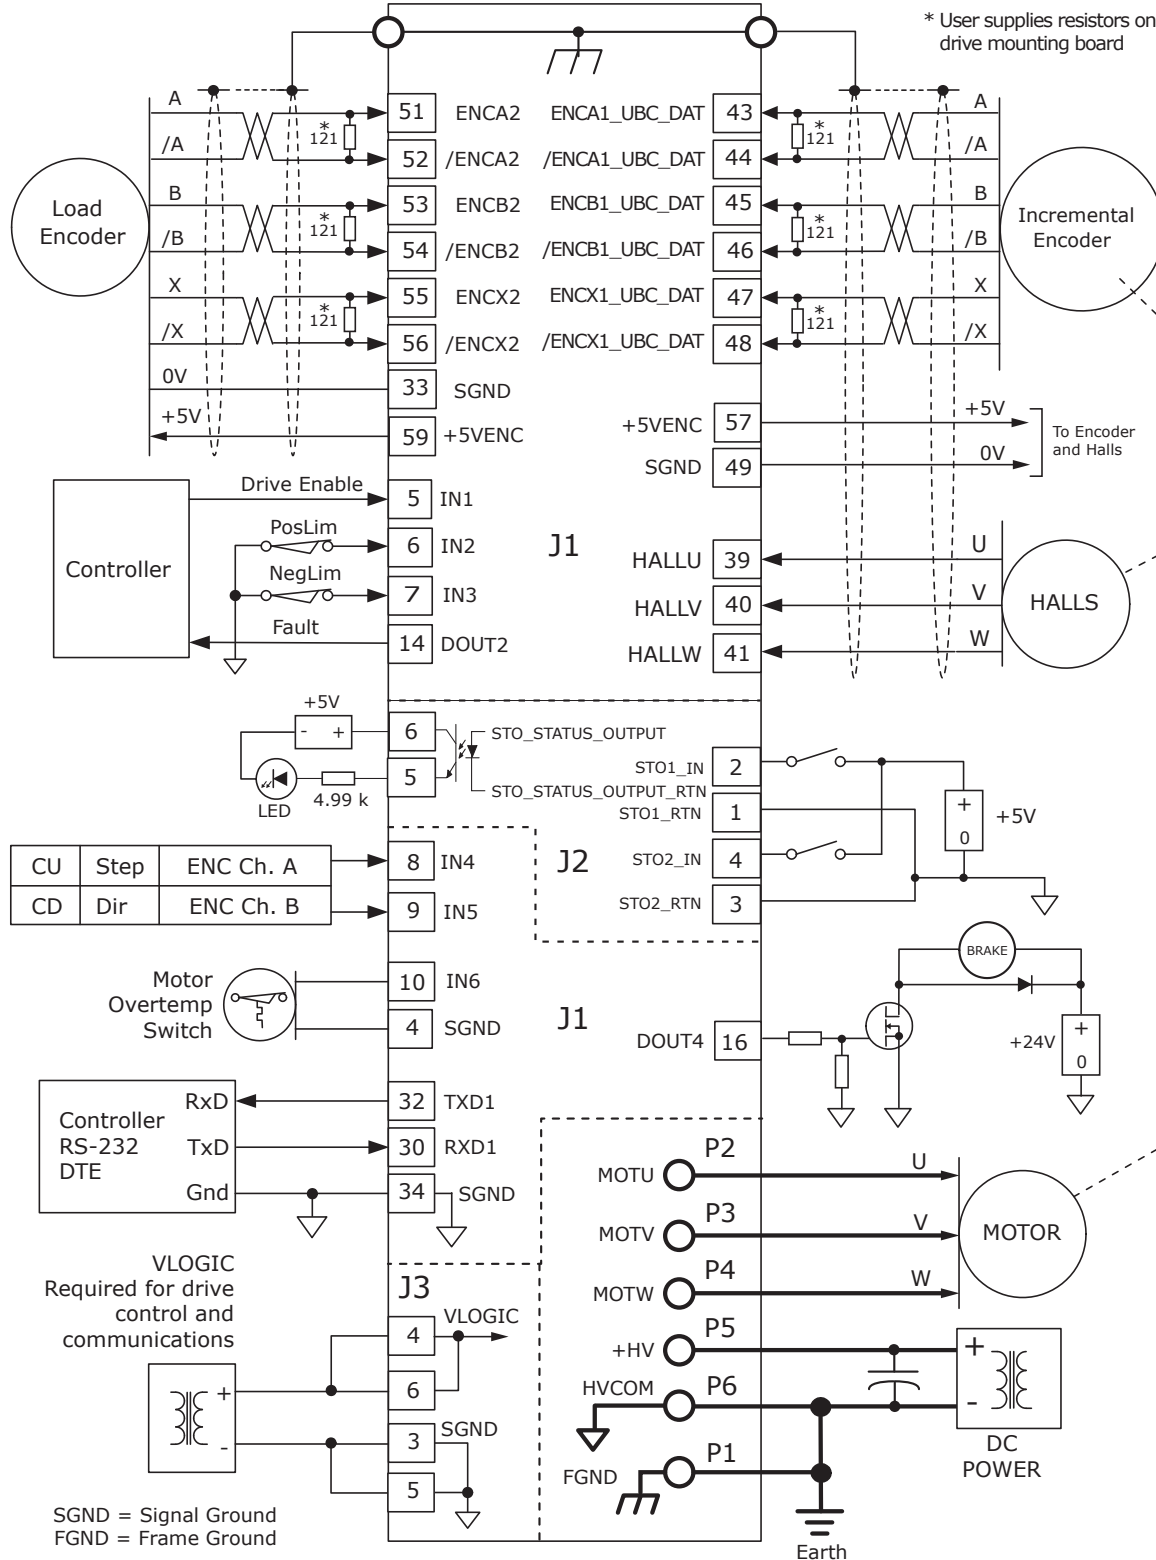 * User supplies resistors on
drive mounting board
A
51
ENCA2
ENCA1_UBC_DAT
43
A
*
121
*
121
/A
52
/ENCA2
/ENCA1_UBC_DAT
44
/A
Load
Encoder
B
53
ENCB2
ENCB1_UBC_DAT
45
B
*
121
*
121
Incremental
Encoder
/B
54
/ENCB2
/ENCB1_UBC_DAT
46
/B
X
55
ENCX2
ENCX1_UBC_DAT
47
X
*
121
*
121
/X
56
/ENCX2
/ENCX1_UBC_DAT
48
/X
0V
33
SGND
+5V
59
+5VENC
+5VENC
57
+5V
SGND
49
0V
To Encoder
and Halls
Controller
Drive Enable
5
IN1
PosLim
6
IN2
NegLim
7
IN3
Fault
14
DOUT2
J1
HALLU
39
U
HALLV
40
V
HALLW
41
W
HALLS
+5V
- +
6
STO_STATUS_OUTPUT
5
STO_STATUS_OUTPUT_RTN
LED
4.99 k
STO1_IN
2
STO1_RTN
1
J2
STO2_IN
4
STO2_RTN
3
+
0
+5V
CU Step ENC Ch. A
8
IN4
CD Dir ENC Ch. B
9
IN5
Motor
Overtemp
Switch
10
IN6
4
SGND
J1
DOUT4
16
BRAKE
+24V
+
0
Controller
RS-232
DTE
RxD
32
TXD1
TxD
30
RXD1
Gnd
34
SGND
P2
MOTU
U
P3
MOTV
V
P4
MOTW
W
MOTOR
VLOGIC
Required for drive
control and
communications
J3
4
VLOGIC
6
+
-
3
SGND
5
P5
+HV
+
HVCOM
P6
-
DC
POWER
P1
FGND
Earth
SGND = Signal Ground
FGND = Frame Ground